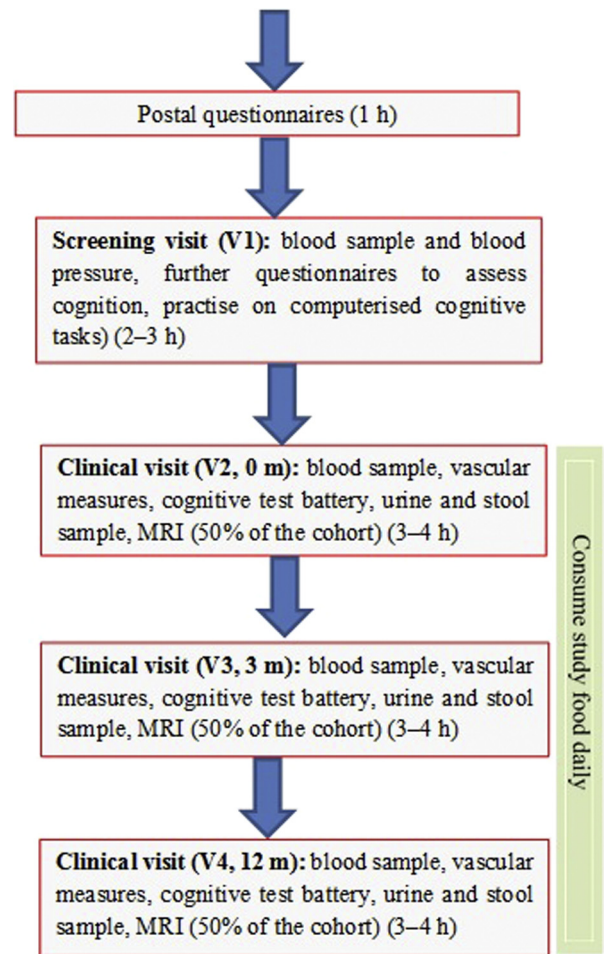 Postal questionnaires (1 h)
Screening visit (V1): blood sample and blood
pressure, further questionnaires to assess
cognition, practise on computerised cognitive
tasks) (2–3 h)
Clinical visit (V2, 0 m): blood sample, vascular
measures, cognitive test battery, urine and stool
sample, MRI (50% of the cohort) (3–4 h)
Clinical visit (V3, 3 m): blood sample, vascular
measures, cognitive test battery, urine and stool
sample, MRI (50% of the cohort) (3–4 h)
Clinical visit (V4, 12 m): blood sample, vascular
measures, cognitive test battery, urine and stool
sample, MRI (50% of the cohort) (3–4 h)
Consume study food daily